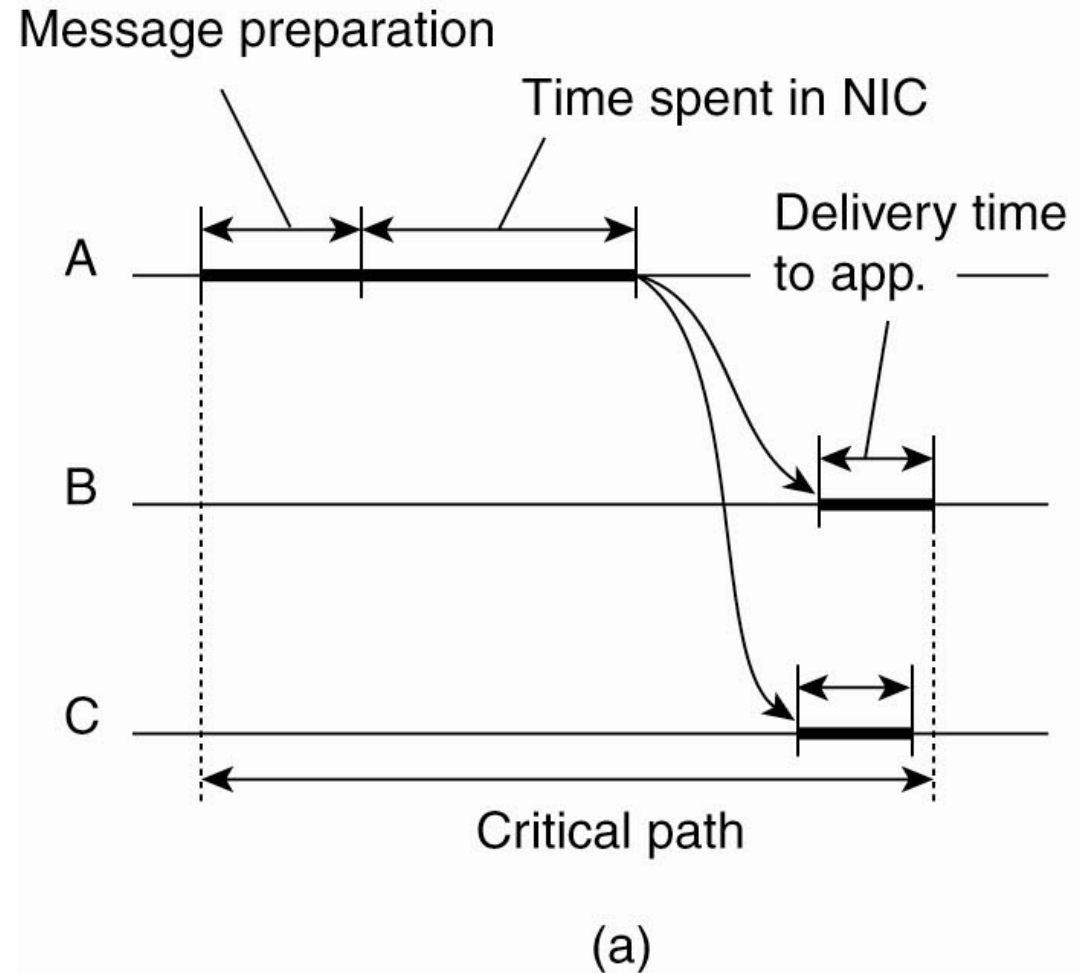 Message preparation
Time spent in NIC
Delivery time
to app.
A
B
C
Critical path
(a)